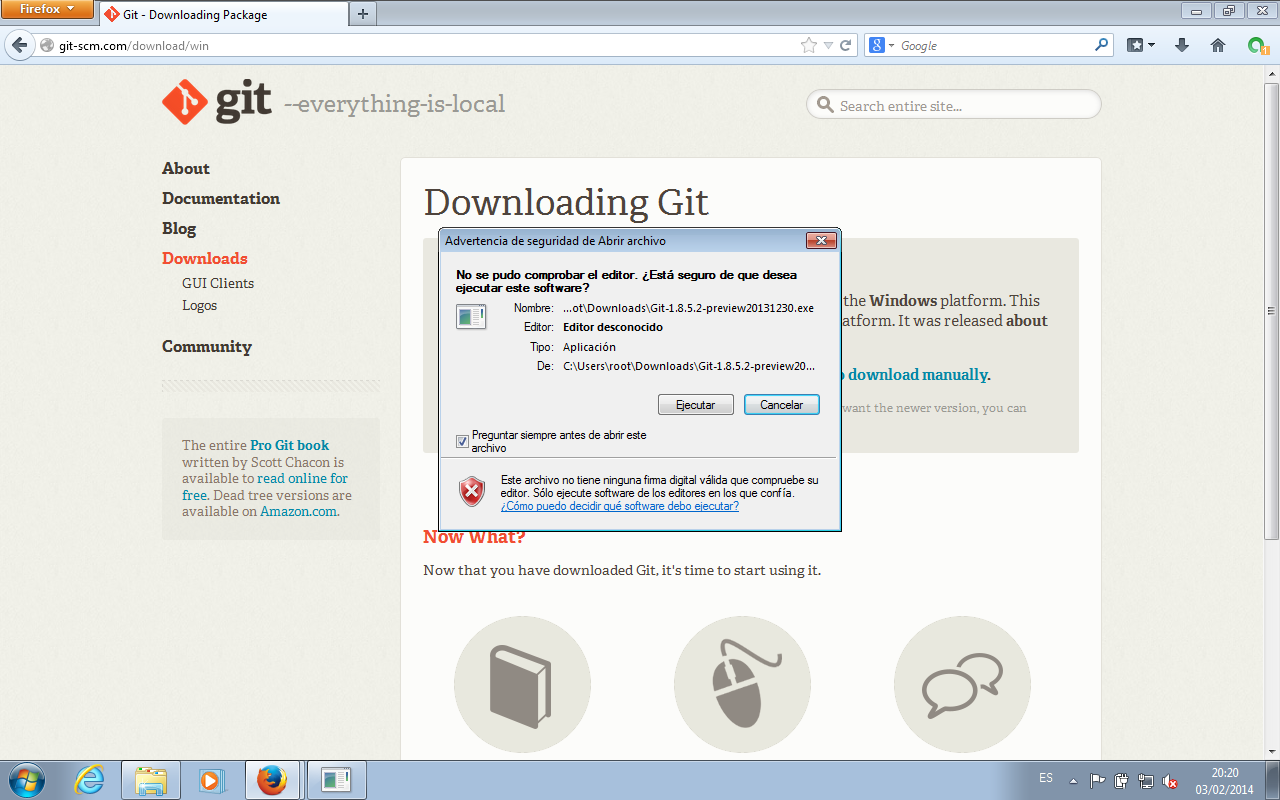 Firefox
Git - Downloading Package
git-scm.com/download/win
Google
git --everything-is-local
Search entire site...
About
Documentation
Blog
Downloads
GUI Clients
Logos
Community
The entire Pro Git book
written by Scott Chacon is
available to read online for
free. Dead tree versions are
available on Amazon.com.
Downloading Git
the Windows platform. This
atform. It was released about
download manually.
want the newer version, you can
Advertencia de seguridad de Abrir archivo
No se pudo comprobar el editor. ¿Está seguro de que desea
ejecutar este software?
Nombre: ...ot\Downloads\Git-1.8.5.2-preview20131230.exe
Editor: Editor desconocido
Tipo: Aplicación
De: C:\Users\root\Downloads\Git-1.8.5.2-preview20...
Ejecutar Cancelar
Preguntar siempre antes de abrir este
archivo
Este archivo no tiene ninguna firma digital válida que compruebe su
editor. Sólo ejecute software de los editores en los que confía.
¿Cómo puedo decidir qué software debo ejecutar?
Now What?
Now that you have downloaded Git, it's time to start using it.
ES
20:20
03/02/2014